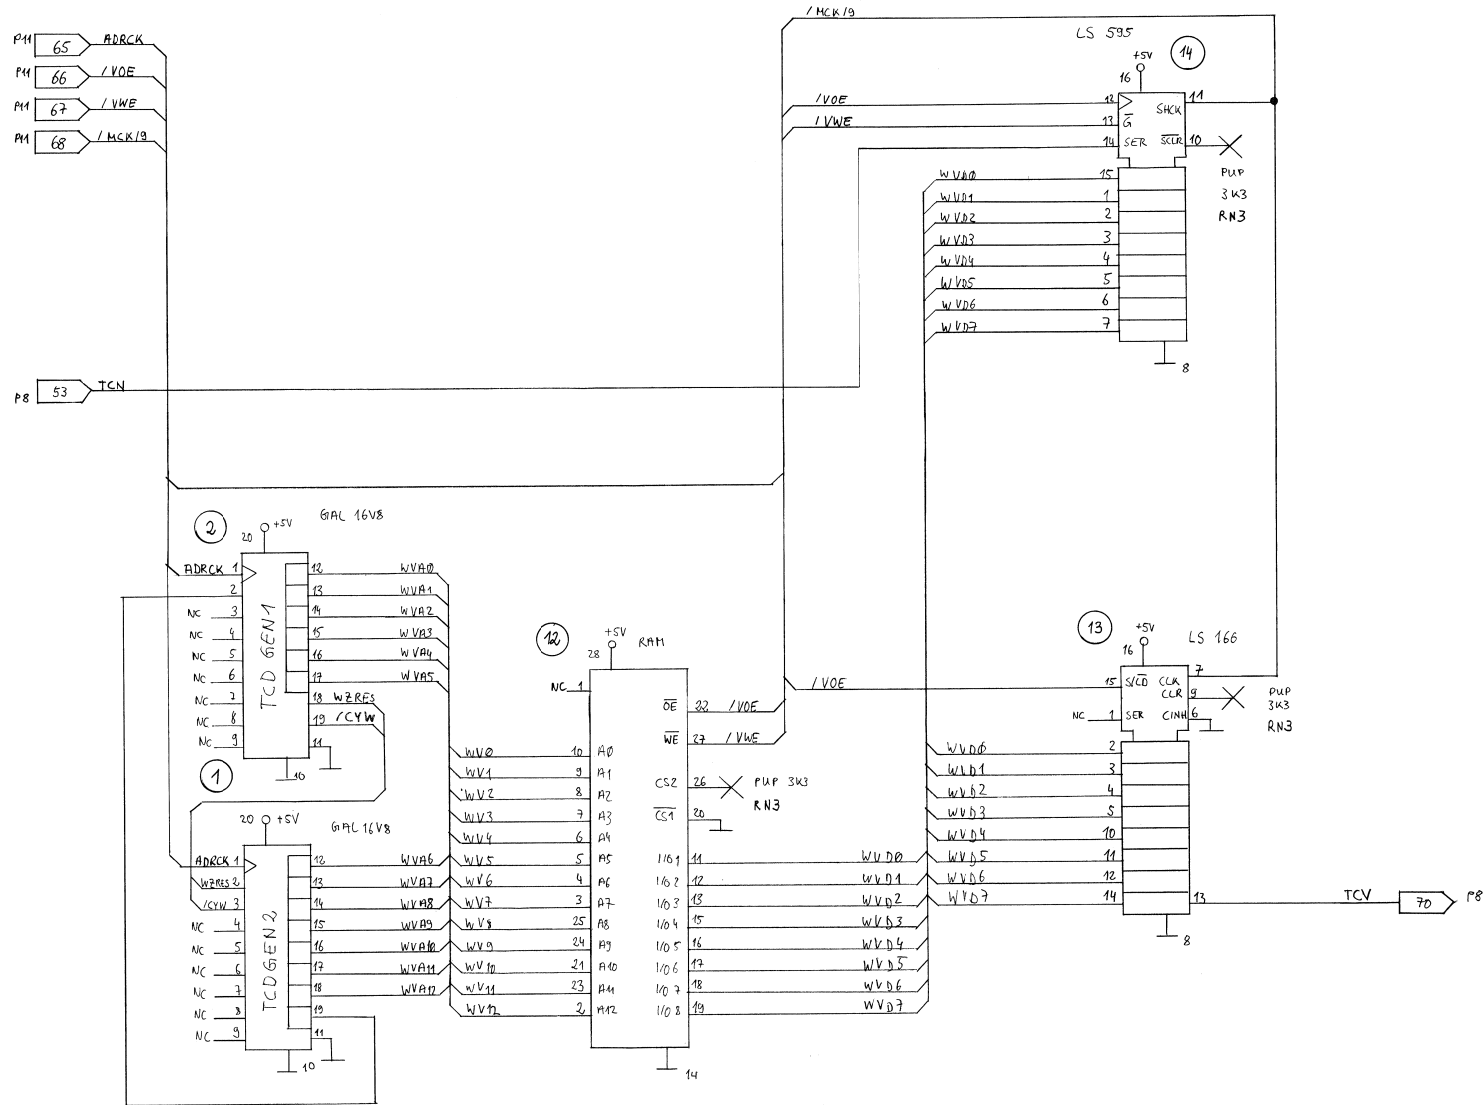 /MCK/9
LS 595
14
+5V
16
P11 65 ADRCK
P11 66 /VOE
P11 67 /VWE
P11 68 /MCK/9
/VOE 12 SHCK 11
/VWE 13 G
14 SER SCLR 10
PUP
3K3
RN3
WVD0 15
WVD1 1
WVD2 2
WVD3 3
WVD4 4
WVD5 5
WVD6 6
WVD7 7
8
P8 53 TCN
2 GAL 16V8
20 +5V
ADRCK 1
2
NC 3
NC 4
NC 5
NC 6
NC 7
NC 8
NC 9
TCD GEN1
12 WVA0
13 WVA1
14 WVA2
15 WVA3
16 WVA4
17 WVA5
18 WZRES
19 /CYW
11
10
1
20 +5V
GAL 16V8
ADRCK 1
WZRES 2
/CYW 3
NC 4
NC 5
NC 6
NC 7
NC 8
NC 9
TCDGEN2
12 WVA6
13 WVA7
14 WVA8
15 WVA9
16 WVA10
17 WVA11
18 WVA12
19
11
10
12
+5V
28
RAM
NC 1
WV0 10 A0
WV1 9 A1
WV2 8 A2
WV3 7 A3
WV4 6 A4
WV5 5 A5
WV6 4 A6
WV7 3 A7
WV8 25 A8
WV9 24 A9
WV10 21 A10
WV11 23 A11
WV12 2 A12
OE 22 /VOE
WE 27 /VWE
CS2 26 PUP 3K3
RN3
CS1 20
I/O1 11 WVD0
I/O2 12 WVD1
I/O3 13 WVD2
I/O4 15 WVD3
I/O5 16 WVD4
I/O6 17 WVD5
I/O7 18 WVD6
I/O8 19 WVD7
14
13
+5V
16
LS 166
/VOE 15 S/LD CLK 7
CLR 9
NC 1 SER CINH 6
PUP
3K3
RN3
WVD0 2
WVD1 3
WVD2 4
WVD3 5
WVD4 10
WVD5 11
WVD6 12
WVD7 14
13 TCV 70 P8
8